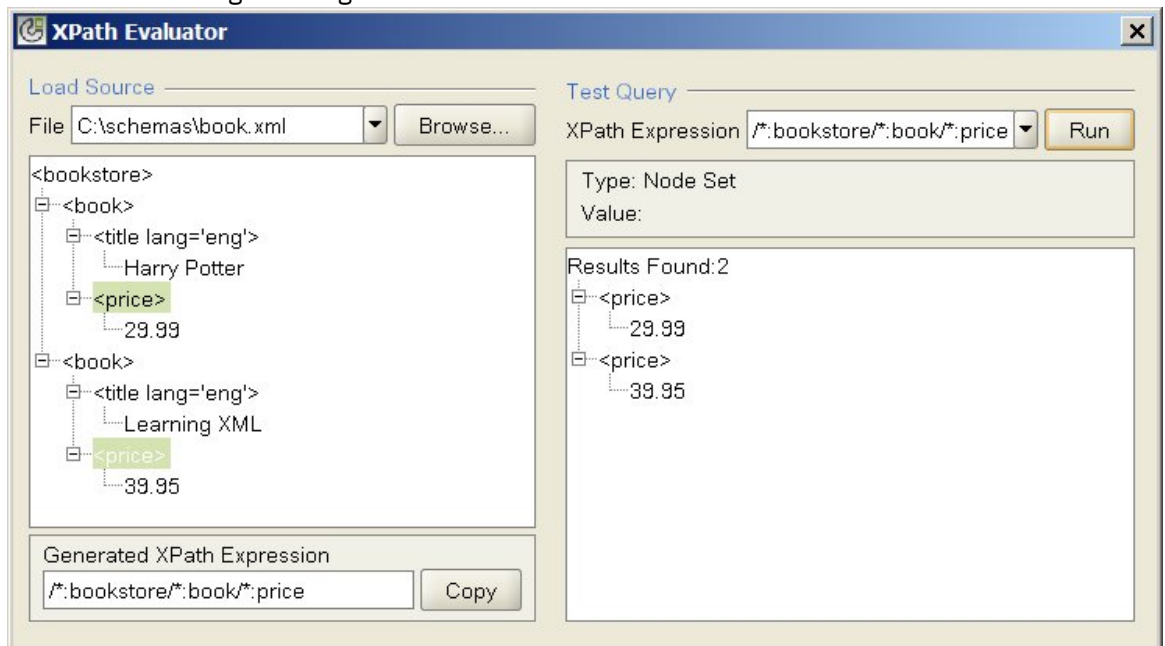 XPath Evaluator
Load Source
File C:\schemas\book.xml Browse...
<bookstore>
<book>
<title lang='eng'>
Harry Potter
<price>
29.99
<book>
<title lang='eng'>
Learning XML
<price>
39.95
Generated XPath Expression
/*:bookstore/*:book/*:price Copy
Test Query
XPath Expression /*:bookstore/*:book/*:price Run
Type: Node Set
Value:
Results Found:2
<price>
29.99
<price>
39.95